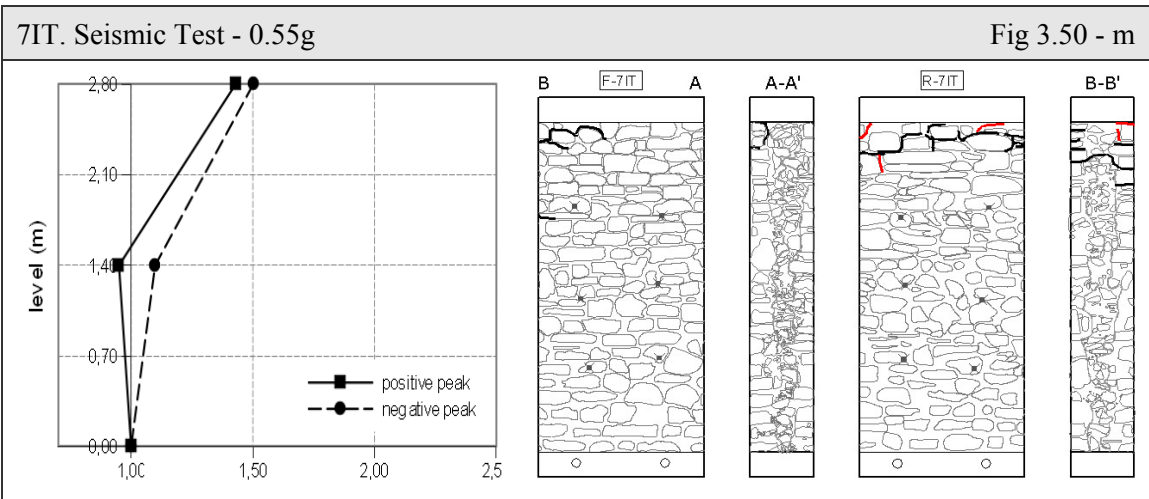 7IT. Seismic Test - 0.55g Fig 3.50 - m
level (m)
2,80
2,10
1,40
0,70
0,00
1,00 1,50 2,00 2,5
positive peak
negative peak
B F-7IT A A-A' R-7IT B-B'